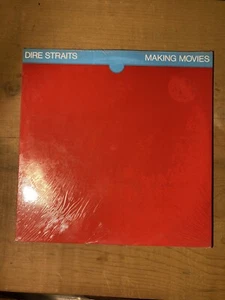 DIRE STRAITS MAKING MOVIES